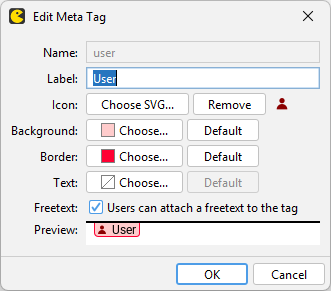 Edit Meta Tag
Name: user
Label: User
Icon: Choose SVG... Remove
Background: Choose... Default
Border: Choose... Default
Text: Choose... Default
Freetext: Users can attach a freetext to the tag
Preview: User
OK Cancel